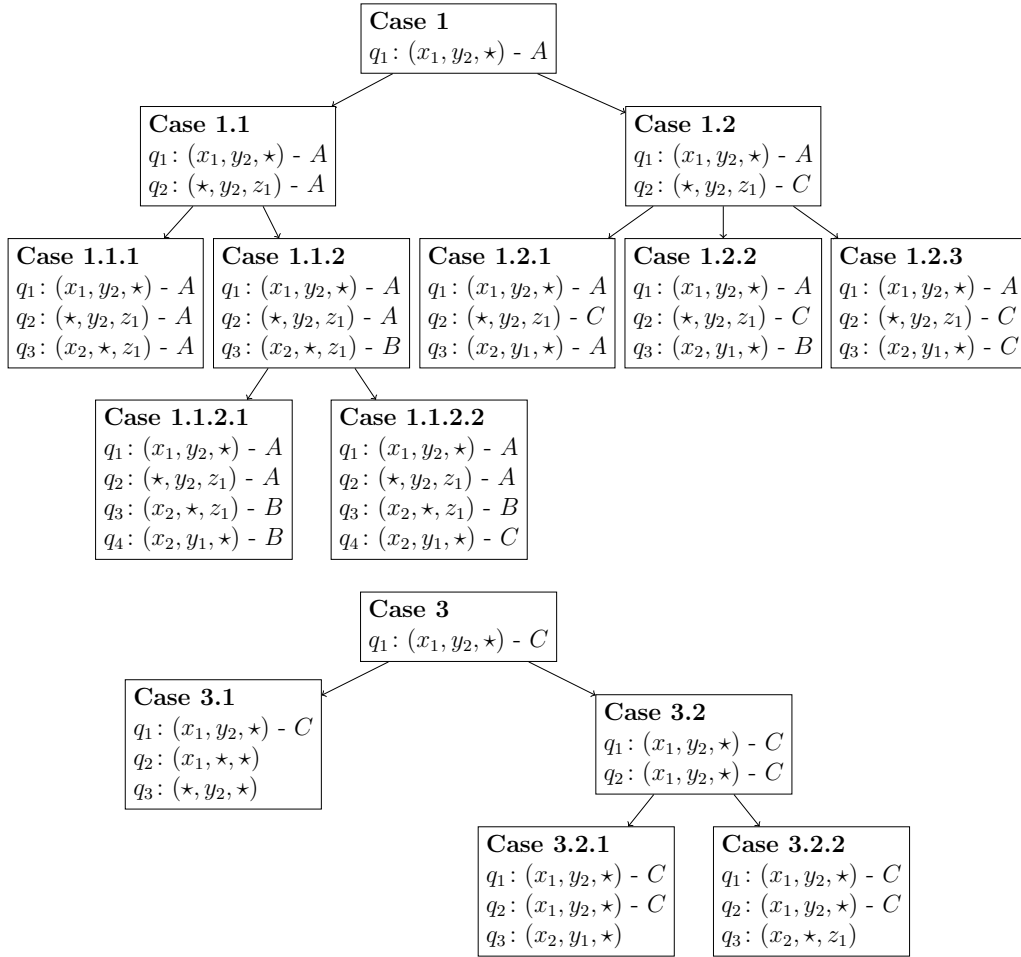 Case 1
q₁: (x₁, y₂, ⋆) - A
Case 1.1
q₁: (x₁, y₂, ⋆) - A
q₂: (⋆, y₂, z₁) - A
Case 1.2
q₁: (x₁, y₂, ⋆) - A
q₂: (⋆, y₂, z₁) - C
Case 1.1.1
q₁: (x₁, y₂, ⋆) - A
q₂: (⋆, y₂, z₁) - A
q₃: (x₂, ⋆, z₁) - A
Case 1.1.2
q₁: (x₁, y₂, ⋆) - A
q₂: (⋆, y₂, z₁) - A
q₃: (x₂, ⋆, z₁) - B
Case 1.2.1
q₁: (x₁, y₂, ⋆) - A
q₂: (⋆, y₂, z₁) - C
q₃: (x₂, y₁, ⋆) - A
Case 1.2.2
q₁: (x₁, y₂, ⋆) - A
q₂: (⋆, y₂, z₁) - C
q₃: (x₂, y₁, ⋆) - B
Case 1.2.3
q₁: (x₁, y₂, ⋆) - A
q₂: (⋆, y₂, z₁) - C
q₃: (x₂, y₁, ⋆) - C
Case 1.1.2.1
q₁: (x₁, y₂, ⋆) - A
q₂: (⋆, y₂, z₁) - A
q₃: (x₂, ⋆, z₁) - B
q₄: (x₂, y₁, ⋆) - B
Case 1.1.2.2
q₁: (x₁, y₂, ⋆) - A
q₂: (⋆, y₂, z₁) - A
q₃: (x₂, ⋆, z₁) - B
q₄: (x₂, y₁, ⋆) - C
Case 3
q₁: (x₁, y₂, ⋆) - C
Case 3.1
q₁: (x₁, y₂, ⋆) - C
q₂: (x₁, ⋆, ⋆)
q₃: (⋆, y₂, ⋆)
Case 3.2
q₁: (x₁, y₂, ⋆) - C
q₂: (x₁, y₂, ⋆) - C
Case 3.2.1
q₁: (x₁, y₂, ⋆) - C
q₂: (x₁, y₂, ⋆) - C
q₃: (x₂, y₁, ⋆)
Case 3.2.2
q₁: (x₁, y₂, ⋆) - C
q₂: (x₁, y₂, ⋆) - C
q₃: (x₂, ⋆, z₁)